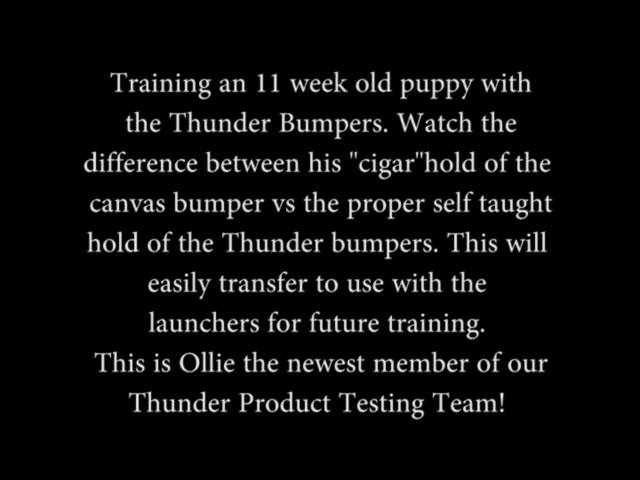 Training an 11 week old puppy with
the Thunder Bumpers. Watch the
difference between his "cigar"hold of the
canvas bumper vs the proper self taught
hold of the Thunder bumpers. This will
easily transfer to use with the
launchers for future training.
This is Ollie the newest member of our
Thunder Product Testing Team!